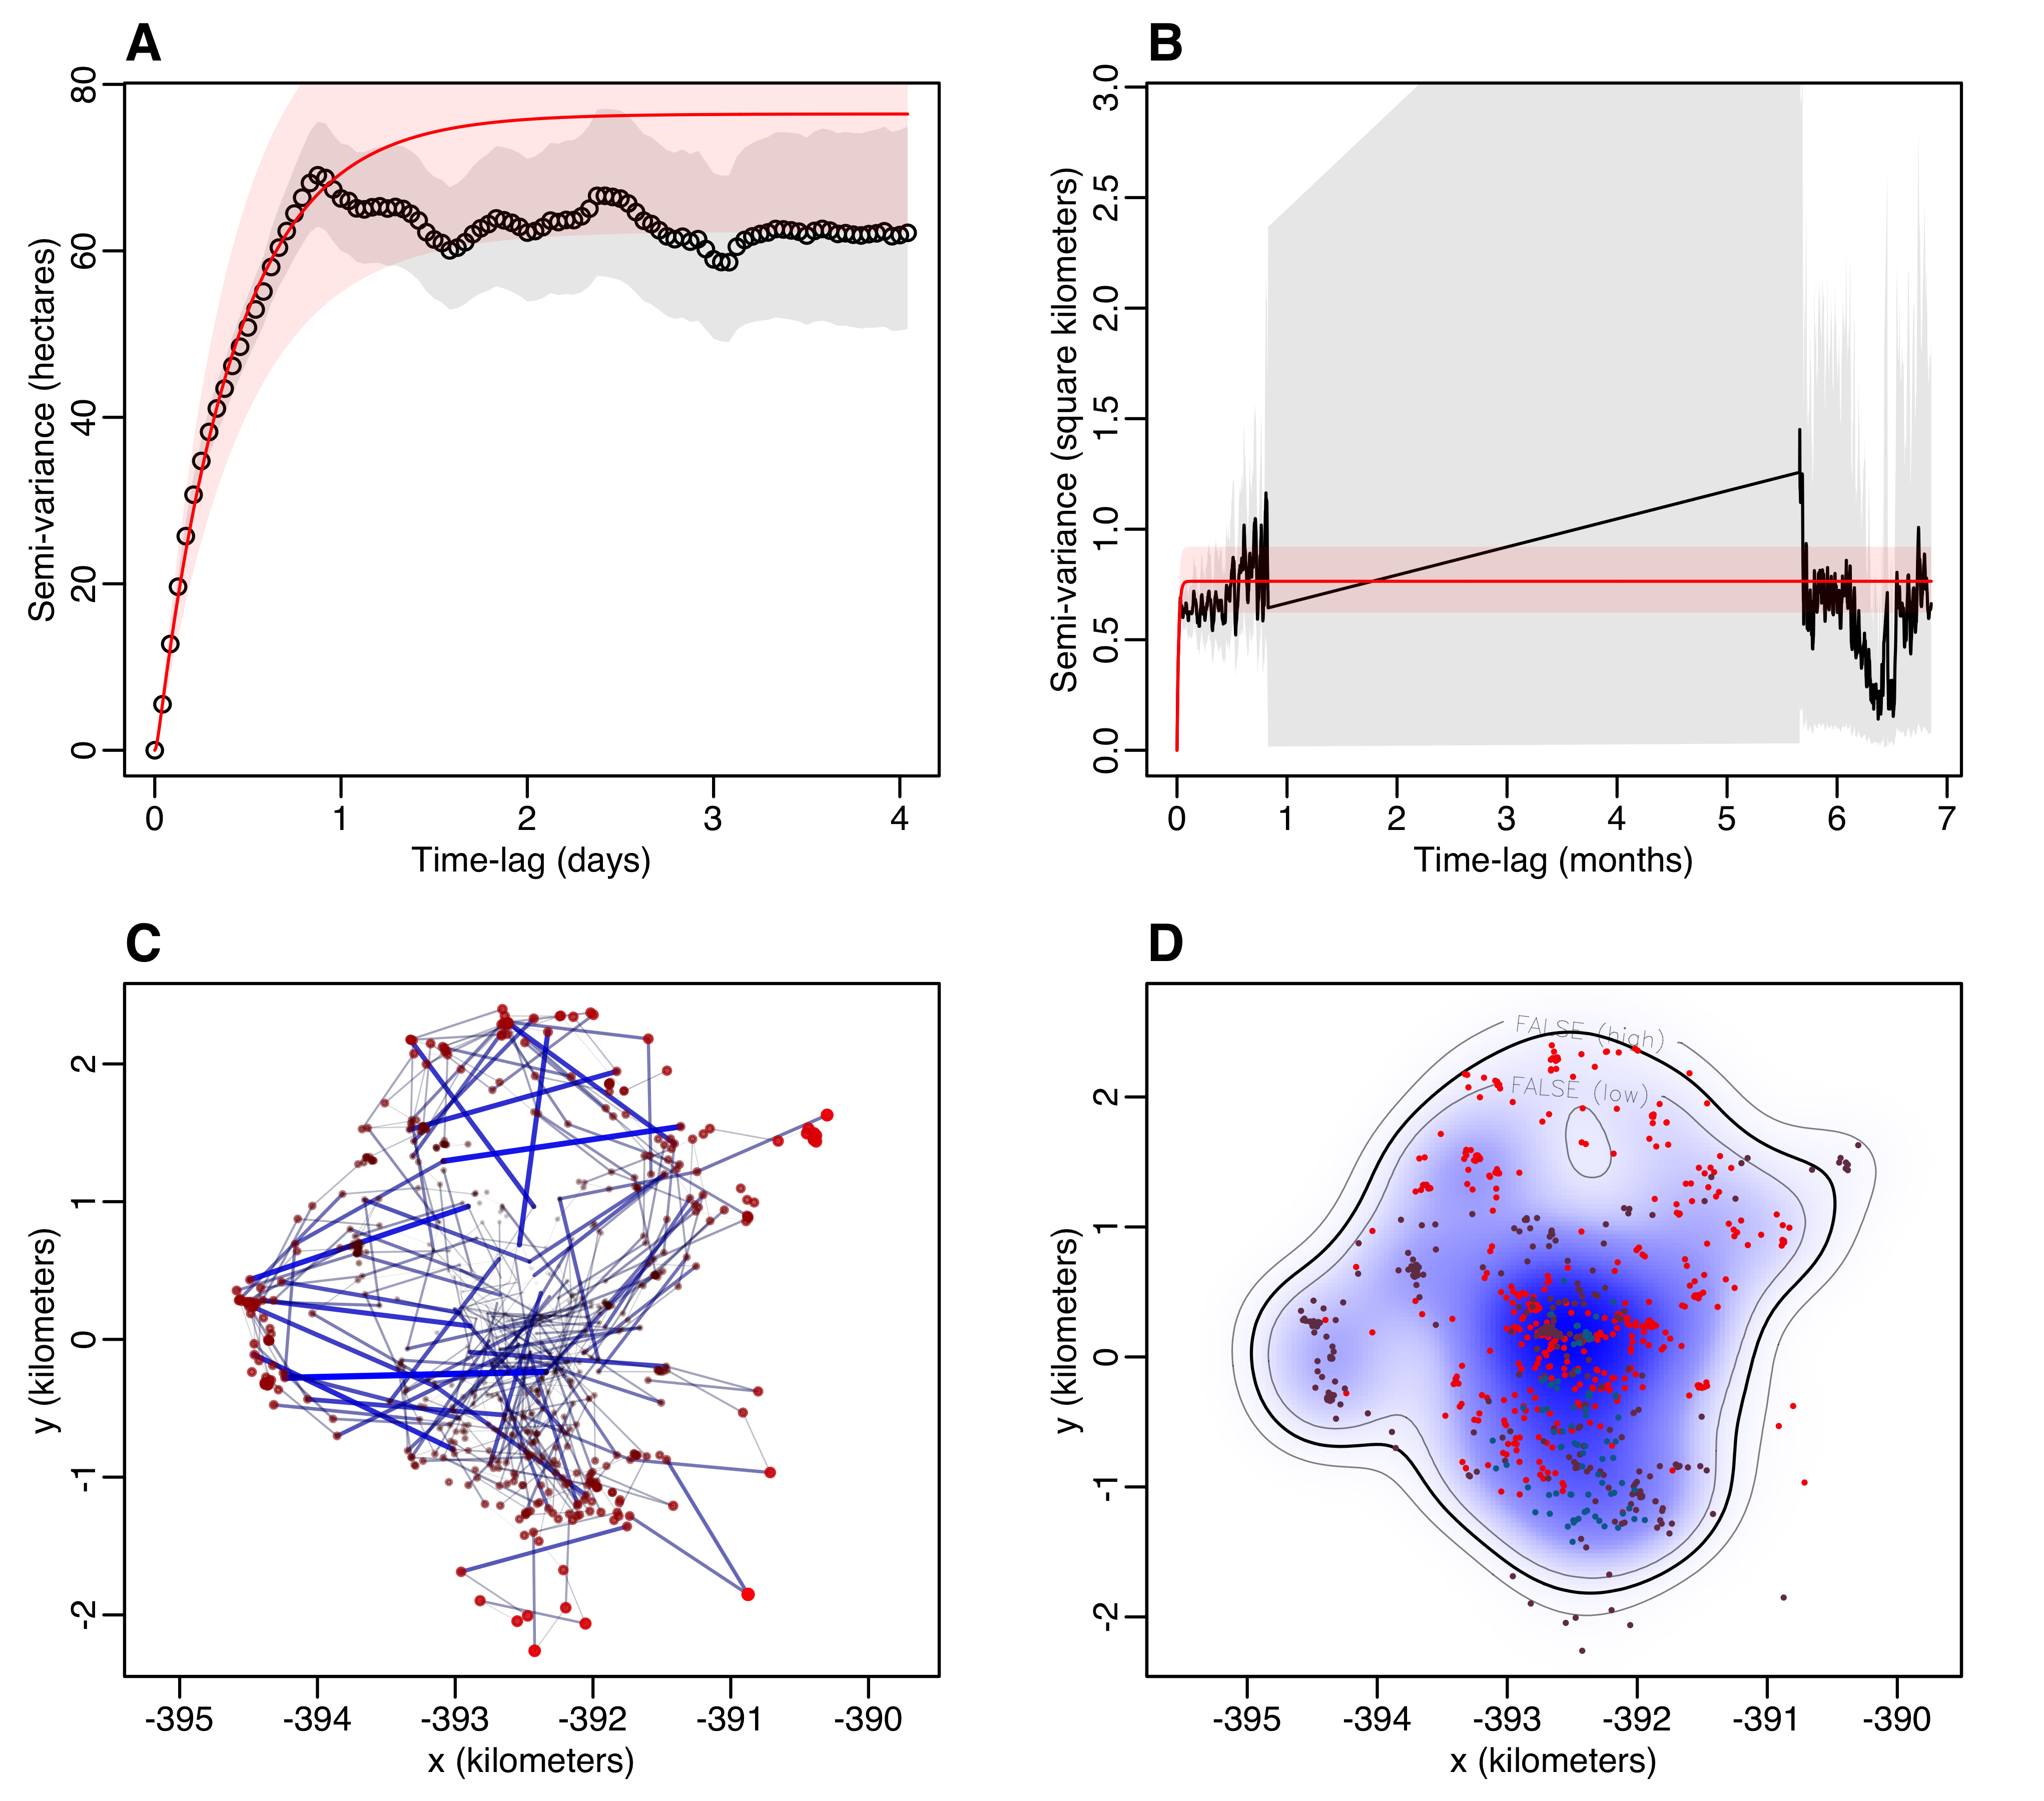 A
Semi-variance (hectares)
80
60
40
20
0
0 1 2 3 4
Time-lag (days)
B
Semi-variance (square kilometers)
3.0
2.5
2.0
1.5
1.0
0.5
0.0
0 1 2 3 4 5 6 7
Time-lag (months)
C
y (kilometers)
2
1
0
-1
-2
-395 -394 -393 -392 -391 -390
x (kilometers)
D
y (kilometers)
FALSE (high)
FALSE (low)
2
1
0
-1
-2
-395 -394 -393 -392 -391 -390
x (kilometers)